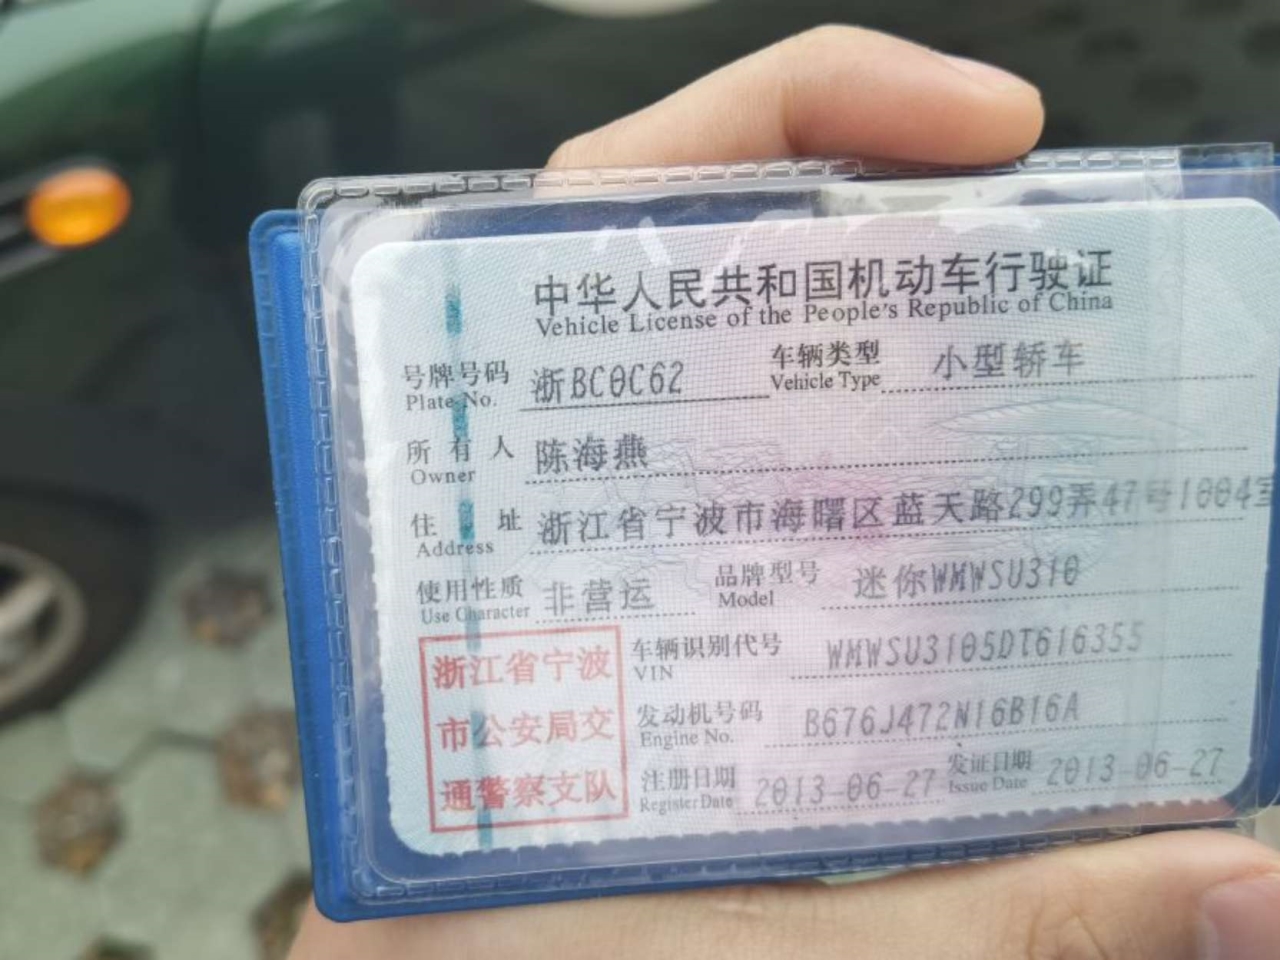 中华人民共和国机动车行驶证
Vehicle License of the People's Republic of China
号牌号码 浙BC0C62 车辆类型 小型轿车
Plate No. Vehicle Type
所有人 陈海燕
Owner
住址 浙江省宁波市海曙区蓝天路299弄47号1004室
Address
使用性质 非营运 品牌型号 迷你WMWSU310
Use Character Model
浙江省宁波
市公安局交
通警察支队
车辆识别代号 WMWSU3105DT616355
VIN
发动机号码 B676J472N16B16A
Engine No.
注册日期 2013-06-27 发证日期 2013-06-27
Register Date Issue Date